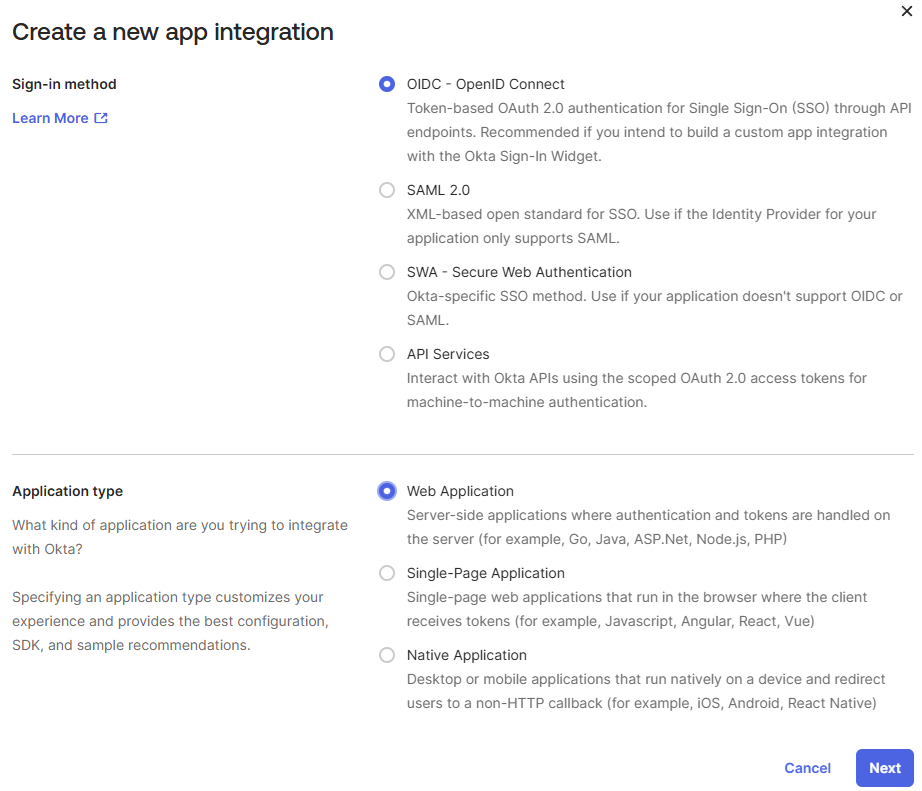 Create a new app integration
Sign-in method
Learn More
OIDC - OpenID Connect
Token-based OAuth 2.0 authentication for Single Sign-On (SSO) through API
endpoints. Recommended if you intend to build a custom app integration
with the Okta Sign-In Widget.
SAML 2.0
XML-based open standard for SSO. Use if the Identity Provider for your
application only supports SAML.
SWA - Secure Web Authentication
Okta-specific SSO method. Use if your application doesn't support OIDC or
SAML.
API Services
Interact with Okta APIs using the scoped OAuth 2.0 access tokens for
machine-to-machine authentication.
Application type
What kind of application are you trying to integrate
with Okta?
Specifying an application type customizes your
experience and provides the best configuration,
SDK, and sample recommendations.
Web Application
Server-side applications where authentication and tokens are handled on
the server (for example, Go, Java, ASP.Net, Node.js, PHP)
Single-Page Application
Single-page web applications that run in the browser where the client
receives tokens (for example, Javascript, Angular, React, Vue)
Native Application
Desktop or mobile applications that run natively on a device and redirect
users to a non-HTTP callback (for example, iOS, Android, React Native)
Cancel
Next